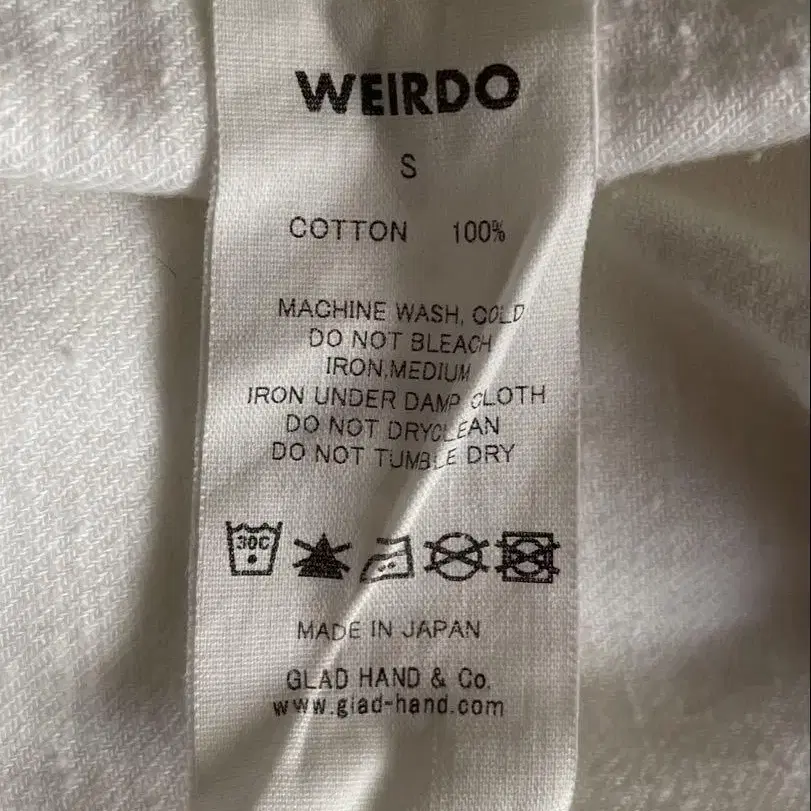 WEIRDO
S
COTTON 100%
MACHINE WASH, COLD
DO NOT BLEACH
IRON.MEDIUM
IRON UNDER DAMP CLOTH
DO NOT DRYCLEAN
DO NOT TUMBLE DRY
30C
MADE IN JAPAN
GLAD HAND & Co.
www.glad-hand.com